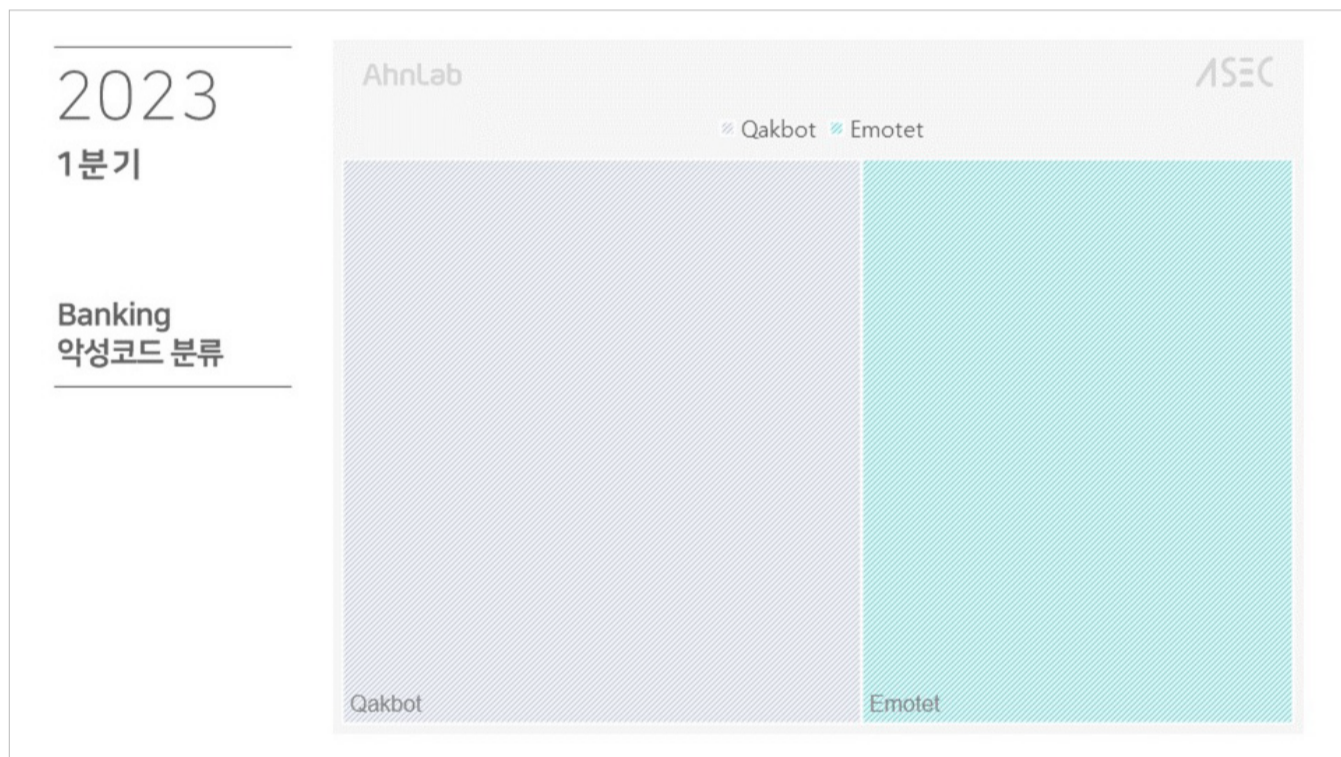 2023
1분기
Banking
악성코드 분류
AhnLab
ASEC
Qakbot Emotet
Qakbot
Emotet